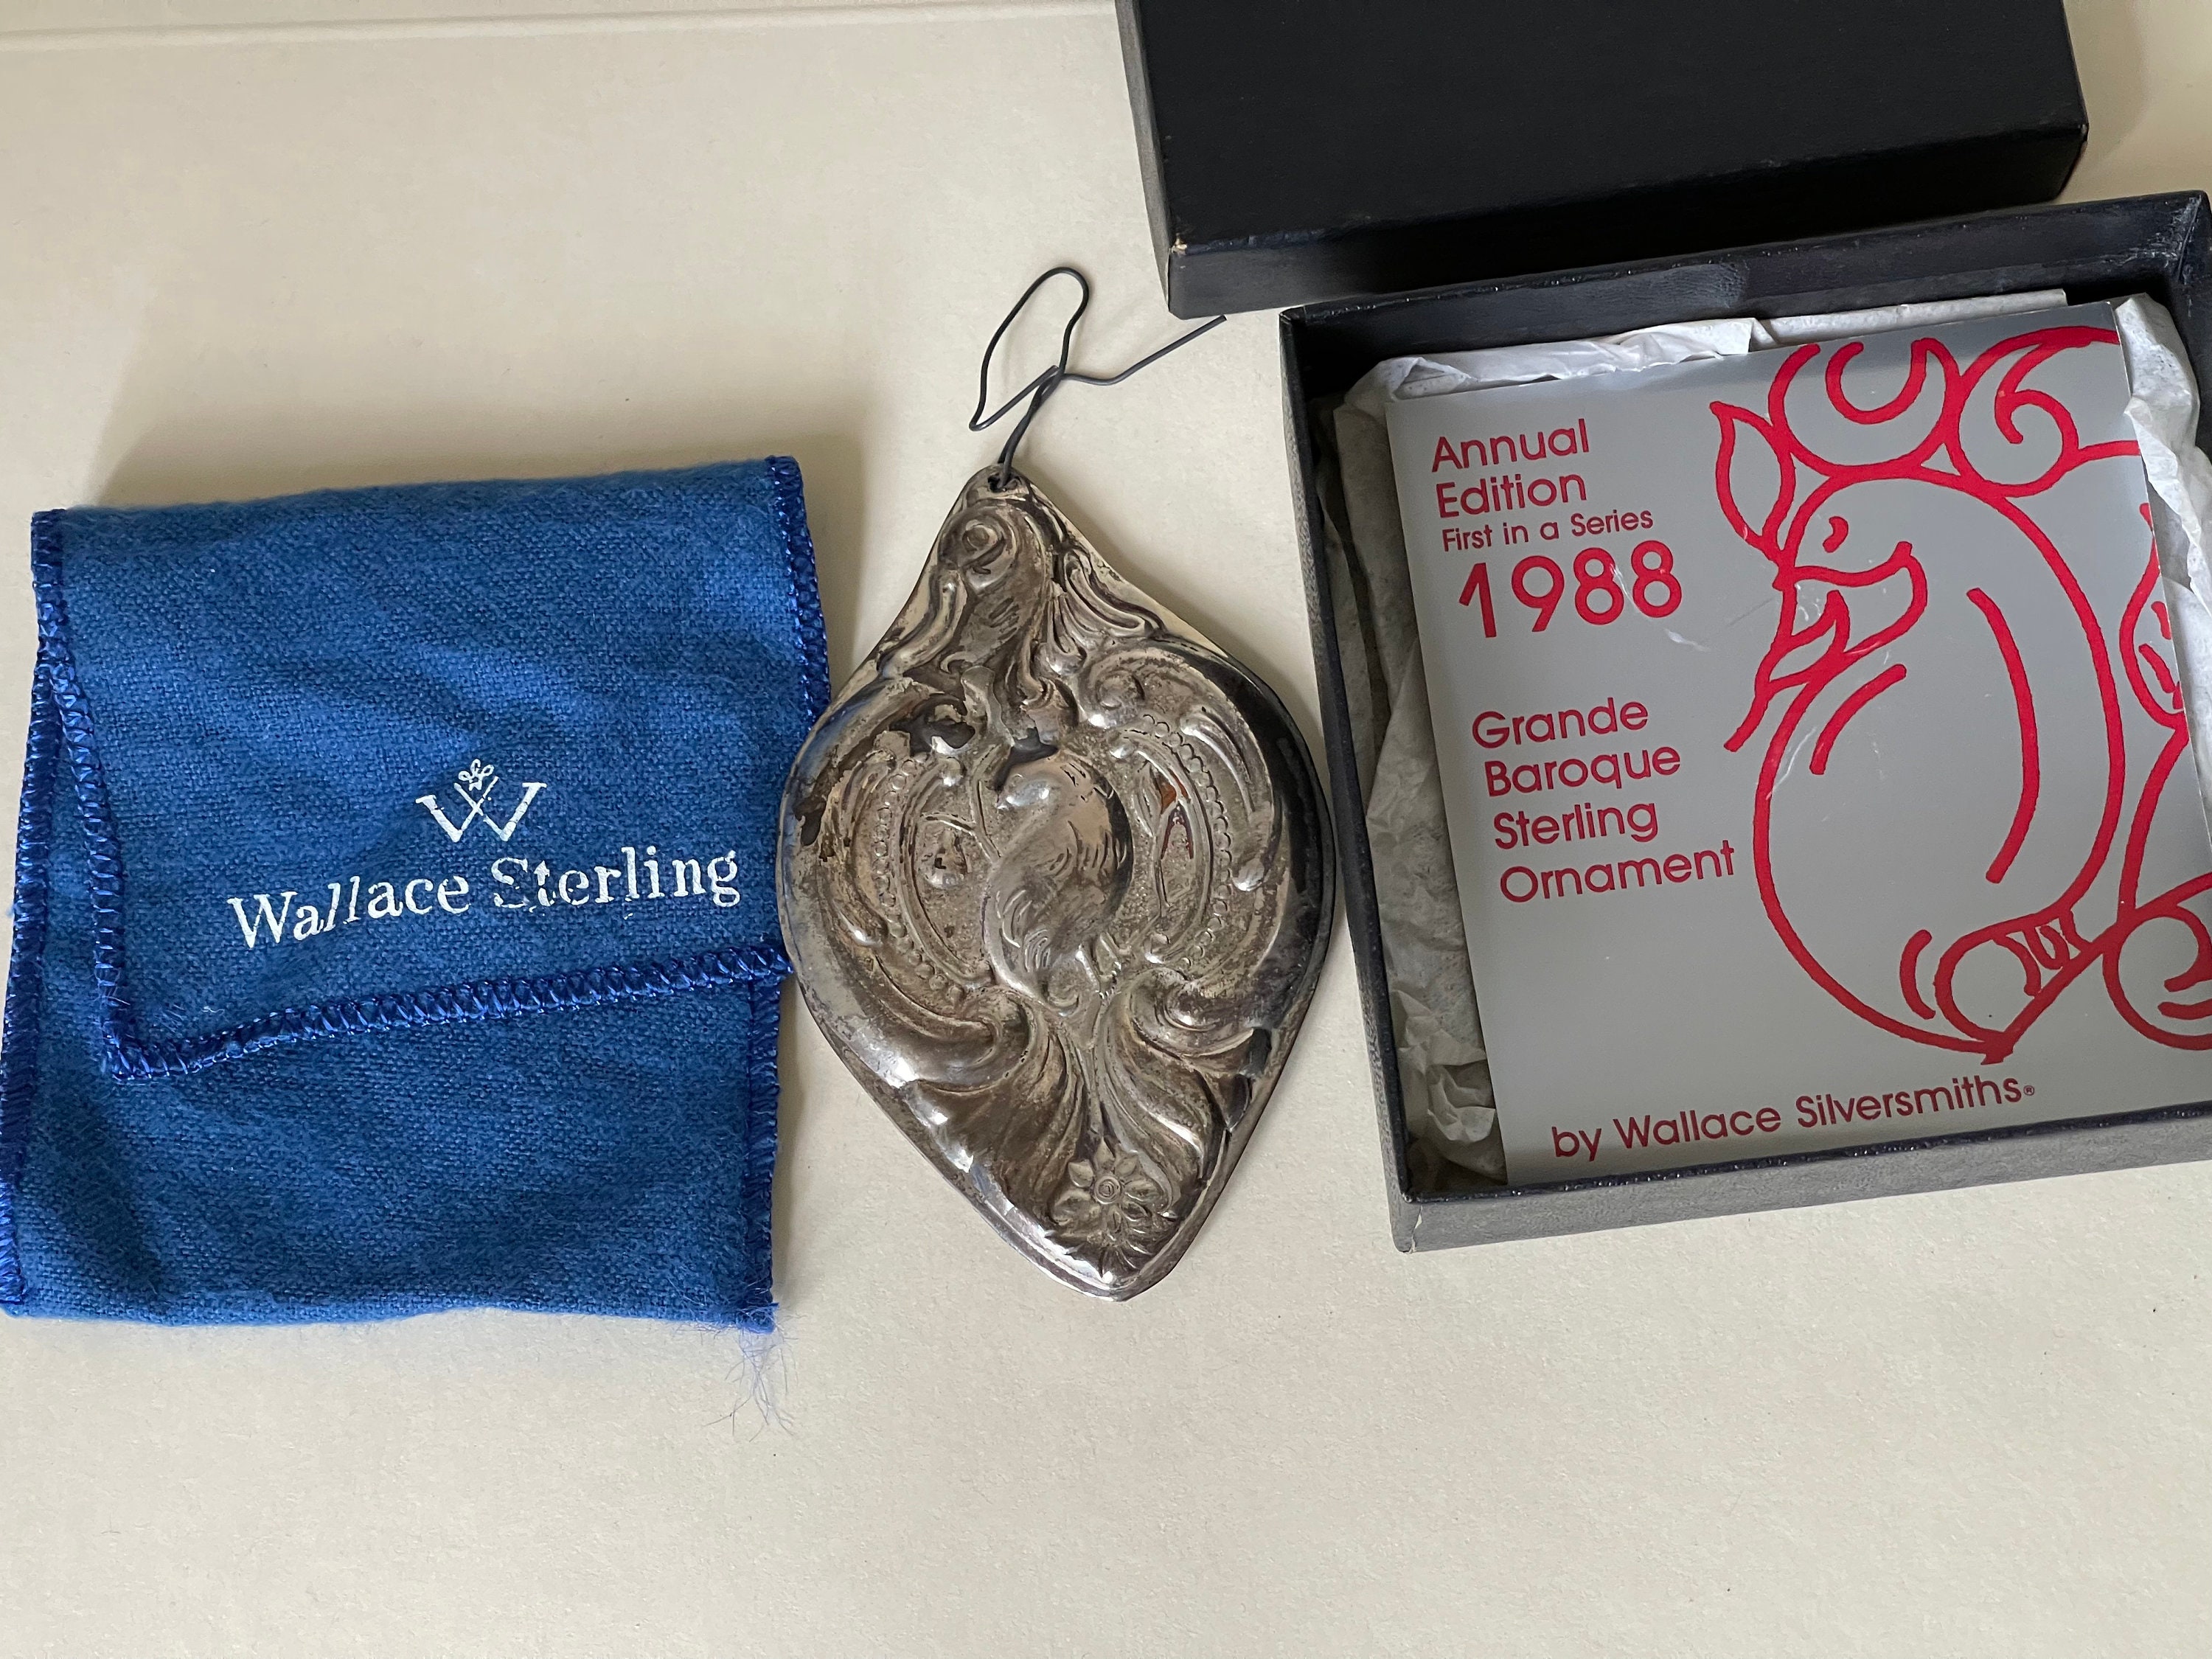 W
Wallace Sterling
Annual
Edition
First in a Series
1988
Grande
Baroque
Sterling
Ornament
by Wallace Silversmiths®